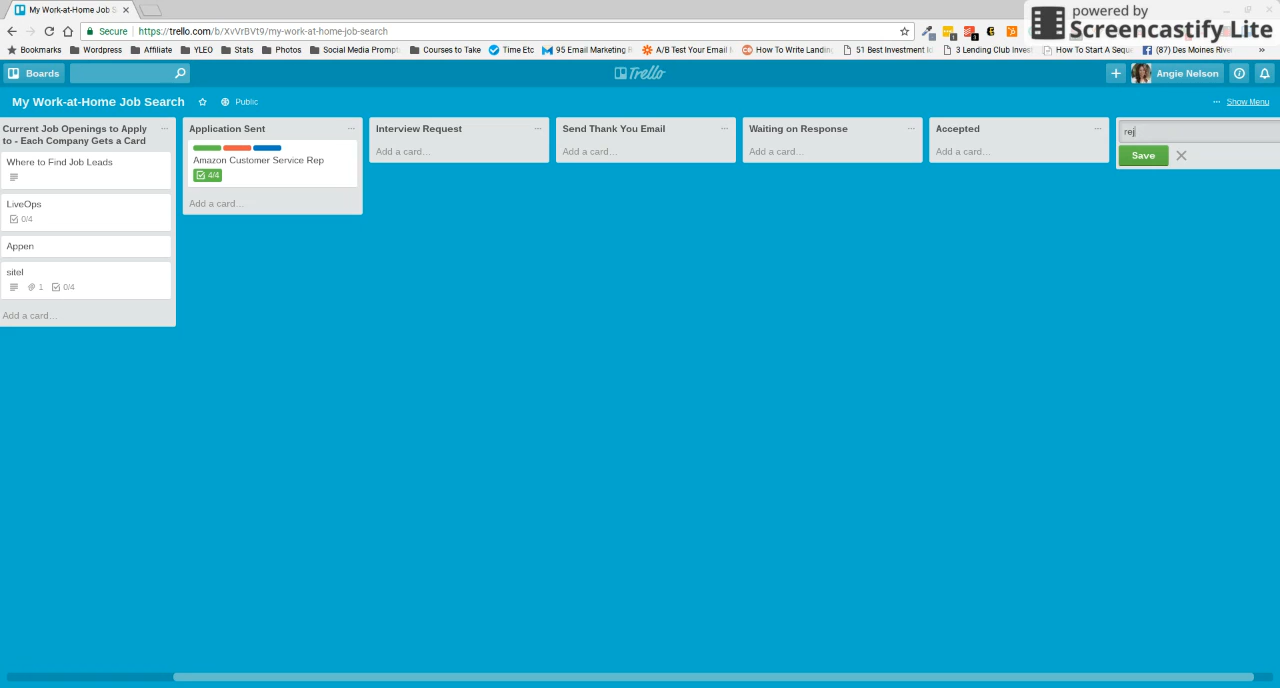 My Work-at-Home Job S
powered by
Screencastify Lite
Secure https://trello.com/b/XvVrBVt9/my-work-at-home-job-search
Bookmarks Wordpress Affiliate YLEO Stats Photos Social Media Prompt Courses to Take Time Etc 95 Email Marketing A/B Test Your Email How To Write Landin 51 Best Investment 3 Lending Club Inves How To Start A Sequ (87) Des Moines River »
Boards Trello + Angie Nelson
My Work-at-Home Job Search Public ... Show Menu
Current Job Openings to Apply
to - Each Company Gets a Card
Where to Find Job Leads
LiveOps
0/4
Appen
sitel
1 0/4
Add a card…
Application Sent
Amazon Customer Service Rep
4/4
Add a card…
Interview Request
Add a card…
Send Thank You Email
Add a card…
Waiting on Response
Add a card…
Accepted
Add a card…
rej
Save